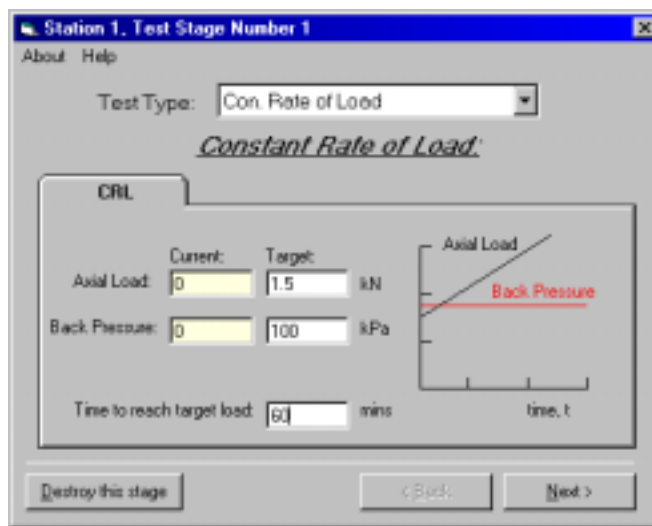 Station 1, Test Stage Number 1
About Help
Test Type: Con. Rate of Load
Constant Rate of Load:
CRL
Current: Target:
Axial Load: 0 1.5 kN
Back Pressure: 0 100 kPa
Time to reach target load: 60 mins
Axial Load
Back Pressure
time, t
Destroy this stage < Back Next >